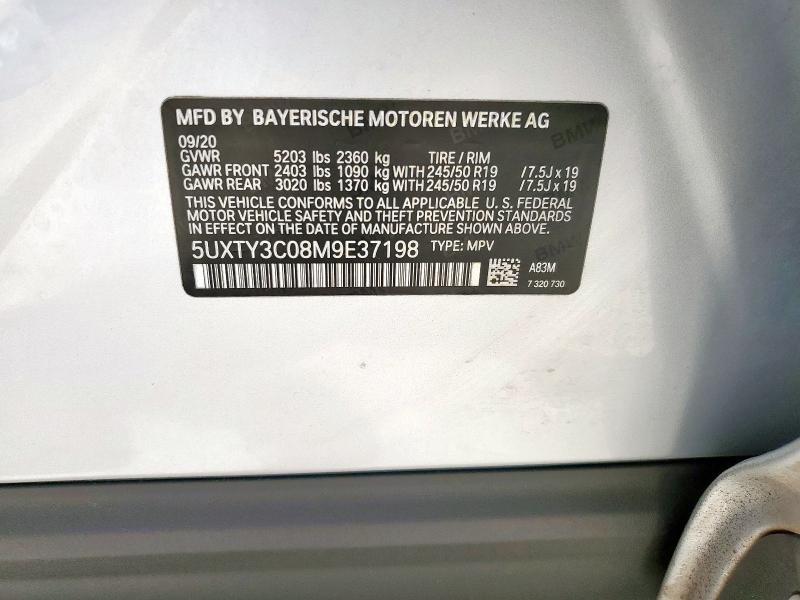 MFD BY BAYERISCHE MOTOREN WERKE AG
09/20
GVWR 5203 lbs 2360 kg TIRE / RIM
GAWR FRONT 2403 lbs 1090 kg WITH 245/50 R19 / 7.5J x 19
GAWR REAR 3020 lbs 1370 kg WITH 245/50 R19 / 7.5J x 19
THIS VEHICLE CONFORMS TO ALL APPLICABLE U. S. FEDERAL
MOTOR VEHICLE SAFETY AND THEFT PREVENTION STANDARDS
IN EFFECT ON THE DATE OF MANUFACTURE SHOWN ABOVE.
5UXTY3C08M9E37198 TYPE: MPV
A83M
7 320 730